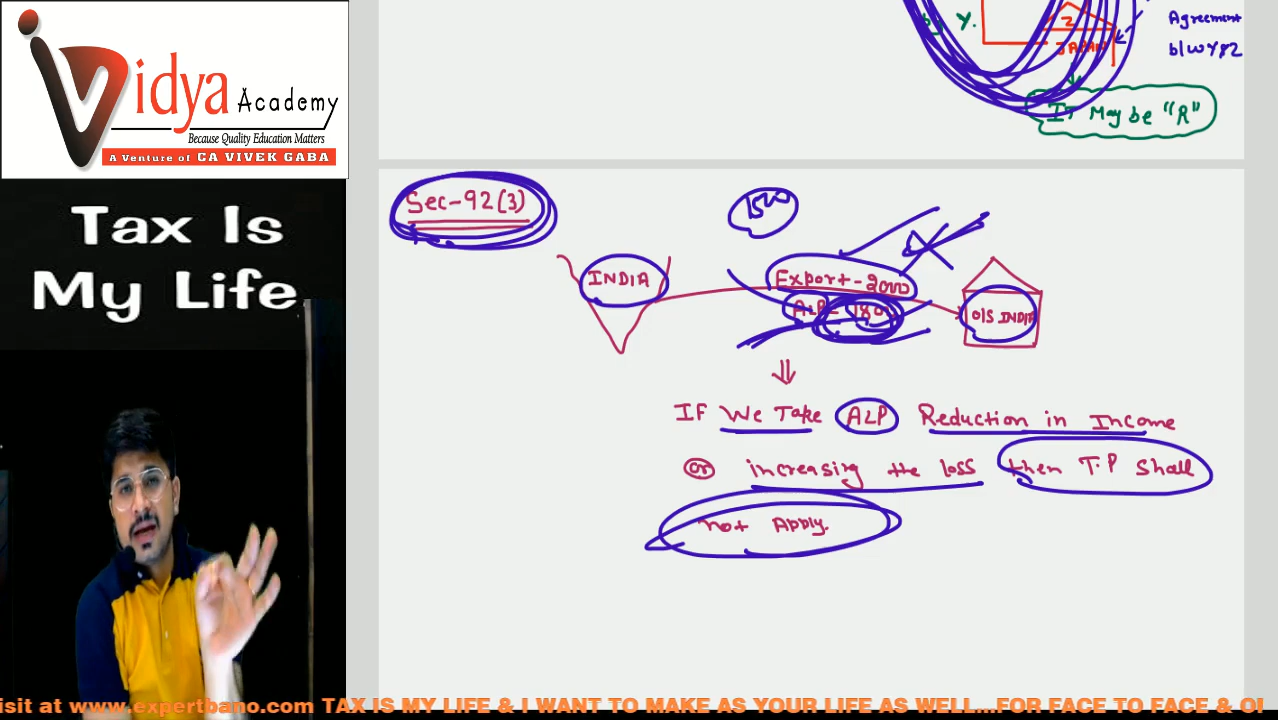 Vidya Academy
Because Quality Education Matters
A Venture of CA VIVEK GABA
Tax Is
My Life
by Y.
Z
JAPAN
Agreement
b/w Y & Z
IT May be "R"
Sec-92(3)
1500
INDIA
Export-2000
ALP-180
O/S INDIA
IF We Take ALP Reduction in Income
or increasing the loss then T.P Shall
not Apply.
isit at www.expertbano.com TAX IS MY LIFE & I WANT TO MAKE AS YOUR LIFE AS WELL....FOR FACE TO FACE & O